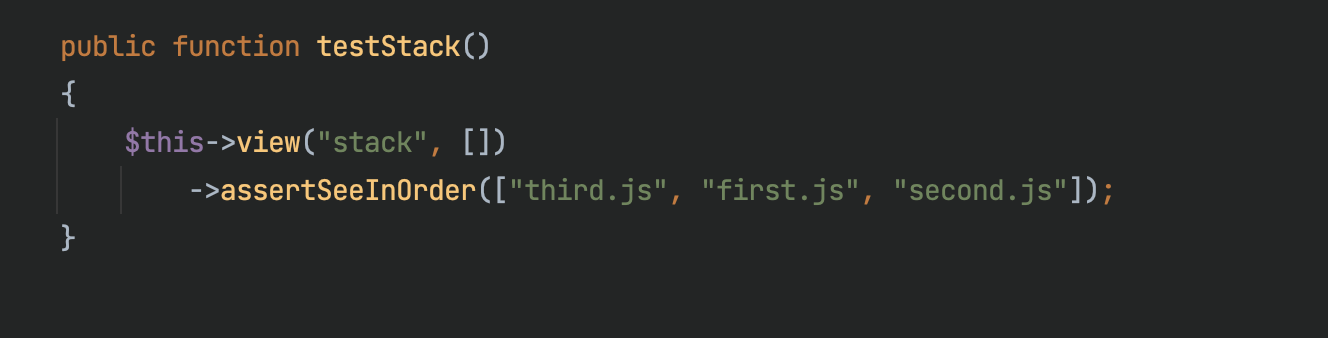 public function testStack()
{
    $this->view("stack", [])
        ->assertSeeInOrder(["third.js", "first.js", "second.js"]);
}